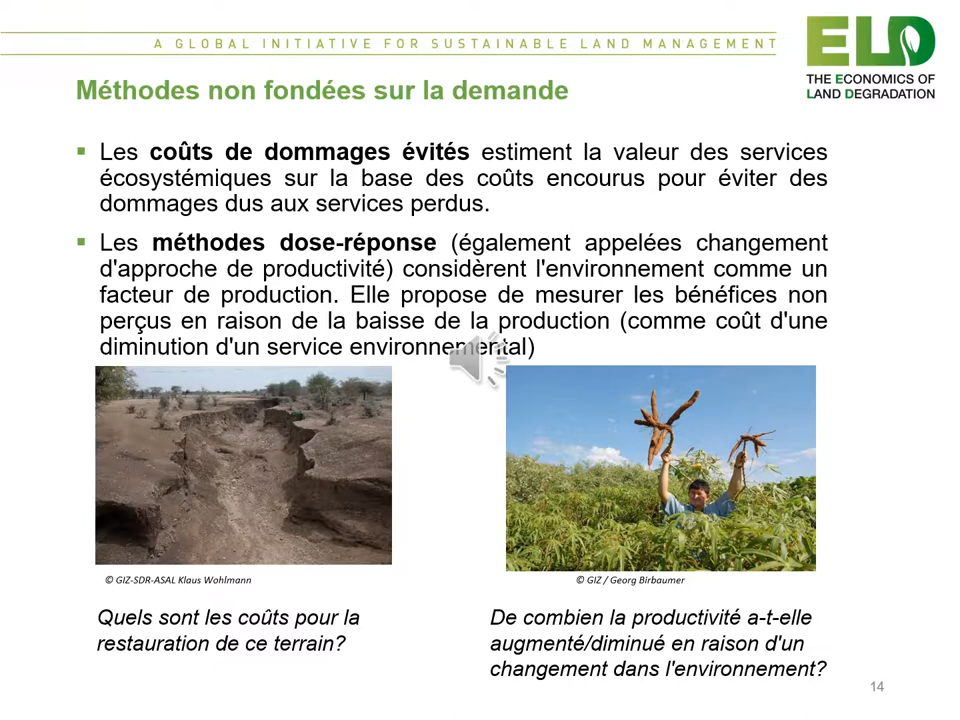 A GLOBAL INITIATIVE FOR SUSTAINABLE LAND MANAGEMENT
ELD
THE ECONOMICS OF
LAND DEGRADATION
Méthodes non fondées sur la demande
Les coûts de dommages évités estiment la valeur des services
écosystémiques sur la base des coûts encourus pour éviter des
dommages dus aux services perdus.
Les méthodes dose-réponse (également appelées changement
d'approche de productivité) considèrent l'environnement comme un
facteur de production. Elle propose de mesurer les bénéfices non
perçus en raison de la baisse de la production (comme coût d'une
diminution d'un service environnemental)
© GIZ-SDR-ASAL Klaus Wohlmann
© GIZ / Georg Birbaumer
Quels sont les coûts pour la
restauration de ce terrain?
De combien la productivité a-t-elle
augmenté/diminué en raison d'un
changement dans l'environnement?
14